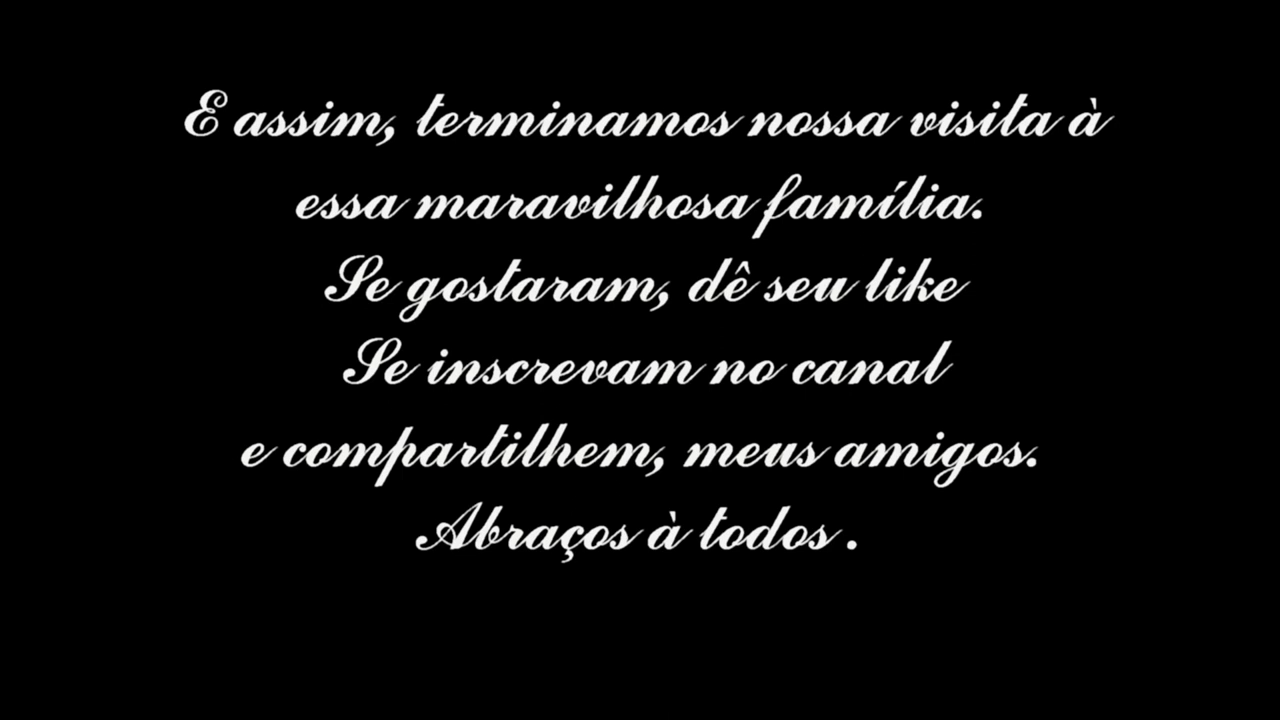 E assim, terminamos nossa visita à
essa maravilhosa família.
Se gostaram, dê seu like
Se inscrevam no canal
e compartilhem, meus amigos.
Abraços à todos .